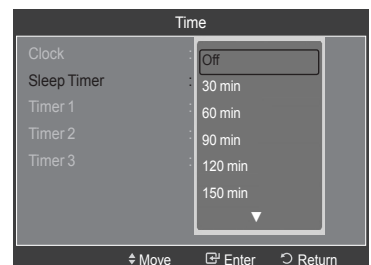 Time
Clock :
Sleep Timer :
Timer 1 :
Timer 2 :
Timer 3 :
Off
30 min
60 min
90 min
120 min
150 min
▼
Move Enter Return